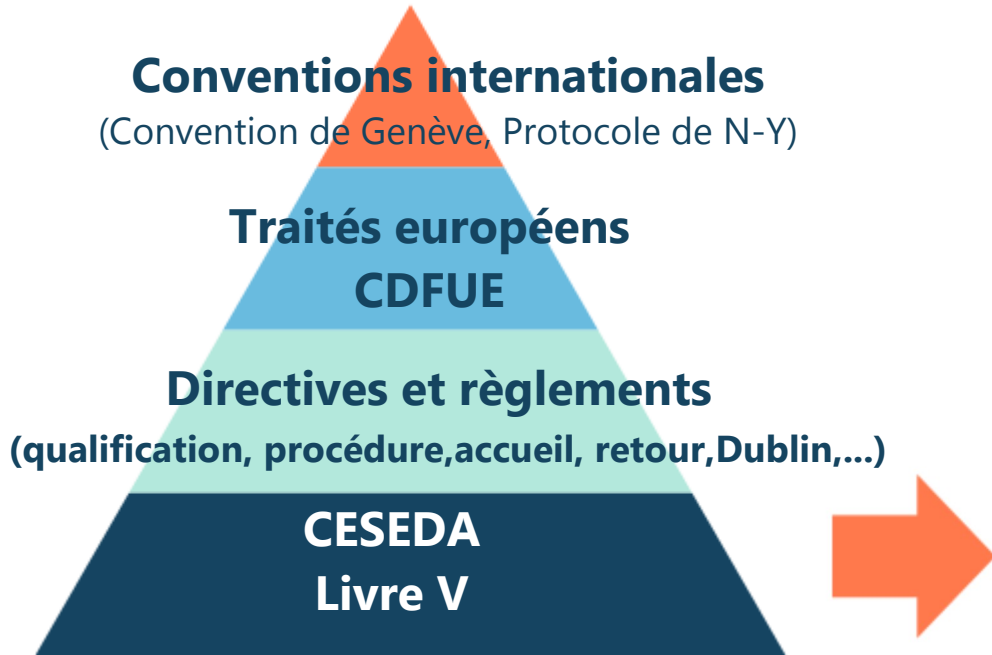 Conventions internationales
(Convention de Genève, Protocole de N-Y)
Traités européens
CDFUE
Directives et règlements
(qualification, procédure,accueil, retour,Dublin,...)
CESEDA
Livre V